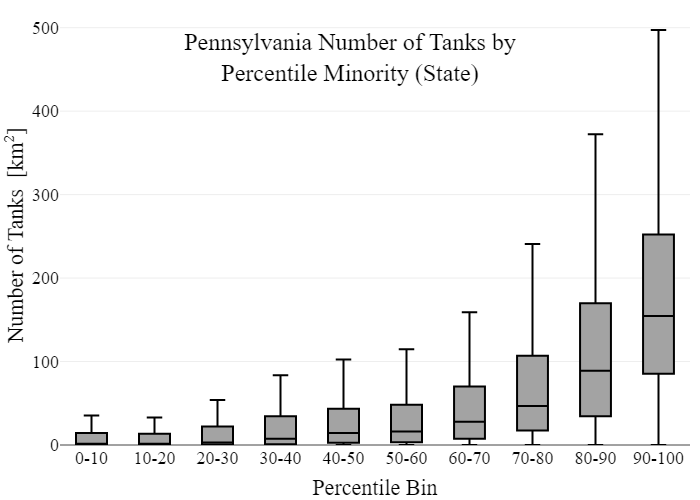 Pennsylvania Number of Tanks by
Percentile Minority (State)
Number of Tanks [km²]
500
400
300
200
100
0
0-10 10-20 20-30 30-40 40-50 50-60 60-70 70-80 80-90 90-100
Percentile Bin